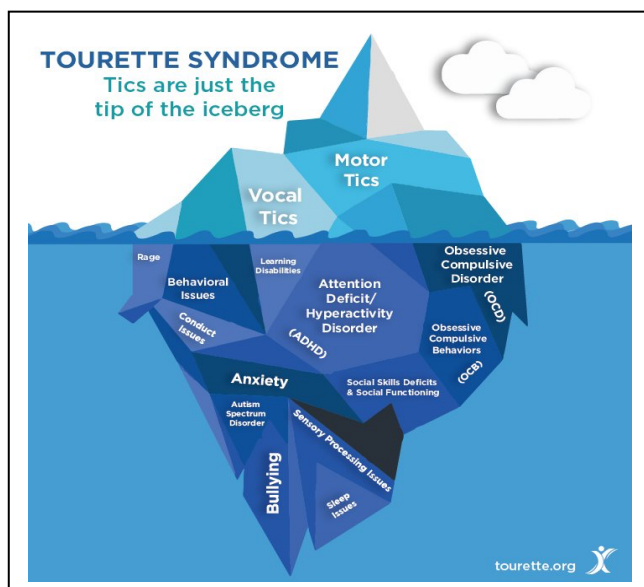 TOURETTE SYNDROME
Tics are just the
tip of the iceberg
Motor
Tics
Vocal
Tics
Rage
Behavioral
Issues
Learning
Disabilities
Attention
Deficit/
Hyperactivity
Disorder
(ADHD)
Obsessive
Compulsive
Disorder
(OCD)
Conduct
Issues
Obsessive
Compulsive
Behaviors
(OCB)
Anxiety
Social Skills Deficits
& Social Functioning
Autism
Spectrum
Disorder
Sensory Processing Issues
Bullying
Sleep
Issues
tourette.org